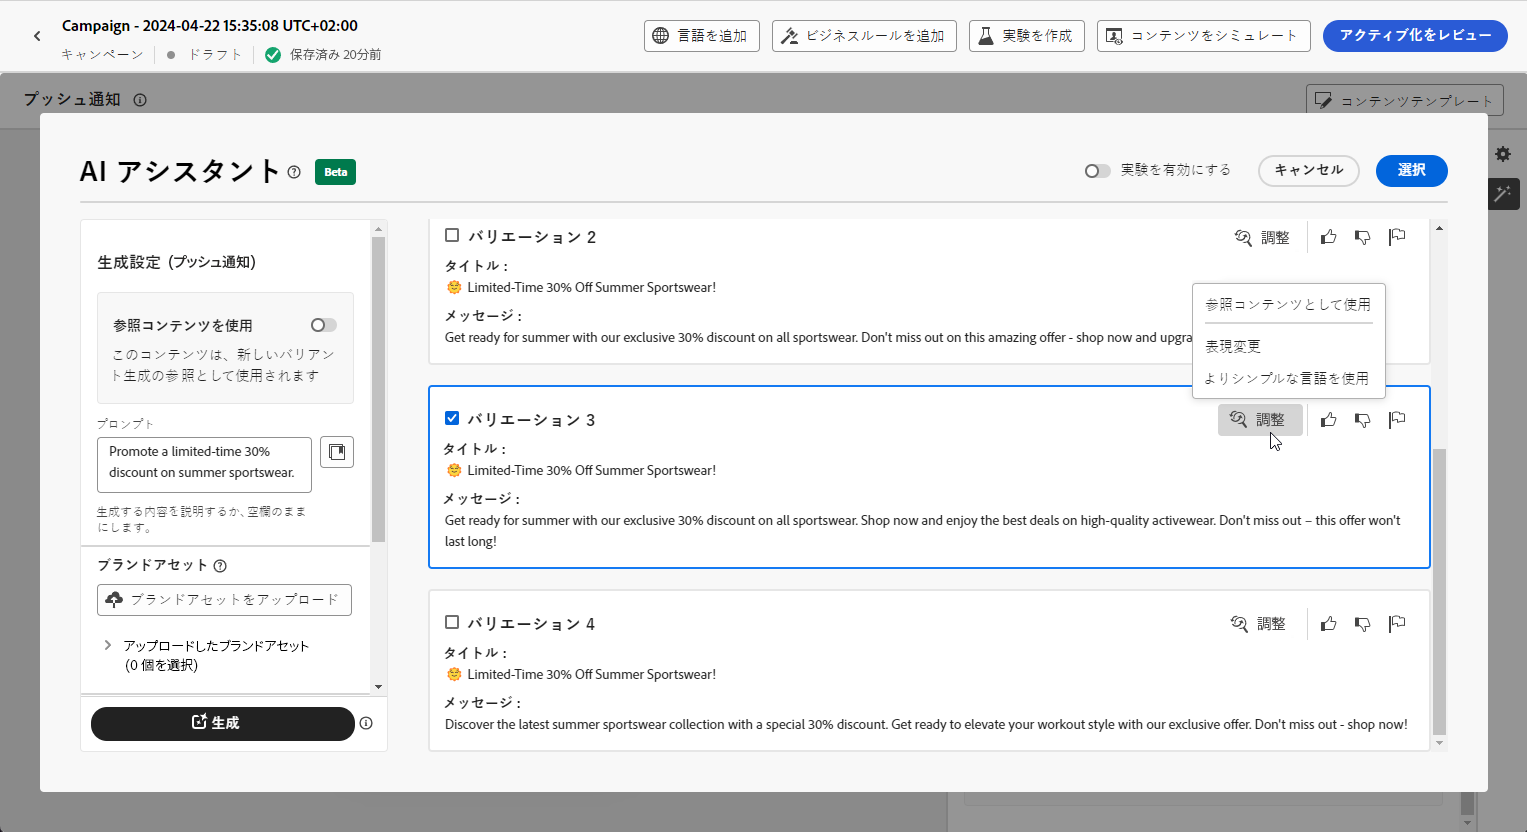 Campaign - 2024-04-22 15:35:08 UTC+02:00
キャンペーン ドラフト 保存済み 20分前
言語を追加 ビジネスルールを追加 実験を作成 コンテンツをシミュレート アクティブ化をレビュー
プッシュ通知
コンテンツテンプレート
AI アシスタント Beta
実験を有効にする キャンセル 選択
生成設定 (プッシュ通知)
参照コンテンツを使用
このコンテンツは、新しいバリアン
ト生成の参照として使用されます
プロンプト
Promote a limited-time 30%
discount on summer sportswear.
生成する内容を説明するか、空欄のまま
にします。
ブランドアセット
ブランドアセットをアップロード
アップロードしたブランドアセット
(0 個を選択)
生成
バリエーション 2
調整
タイトル :
🌞 Limited-Time 30% Off Summer Sportswear!
メッセージ :
Get ready for summer with our exclusive 30% discount on all sportswear. Don't miss out on this amazing offer - shop now and upgra
参照コンテンツとして使用
表現変更
よりシンプルな言語を使用
バリエーション 3
調整
タイトル :
🌞 Limited-Time 30% Off Summer Sportswear!
メッセージ :
Get ready for summer with our exclusive 30% discount on all sportswear. Shop now and enjoy the best deals on high-quality activewear. Don't miss out – this offer won't
last long!
バリエーション 4
調整
タイトル :
🌞 Limited-Time 30% Off Summer Sportswear!
メッセージ :
Discover the latest summer sportswear collection with a special 30% discount. Get ready to elevate your workout style with our exclusive offer. Don't miss out - shop now!